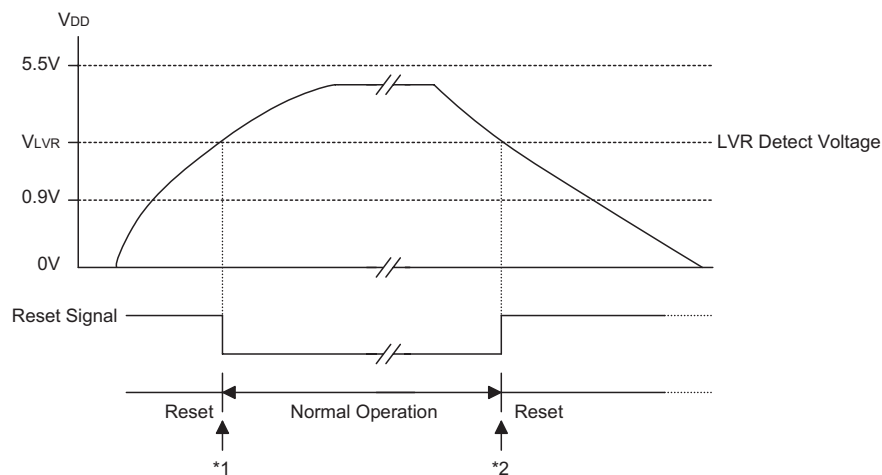 VDD
5.5V
VLVR
LVR Detect Voltage
0.9V
0V
Reset Signal
Reset
Normal Operation
Reset
*1
*2